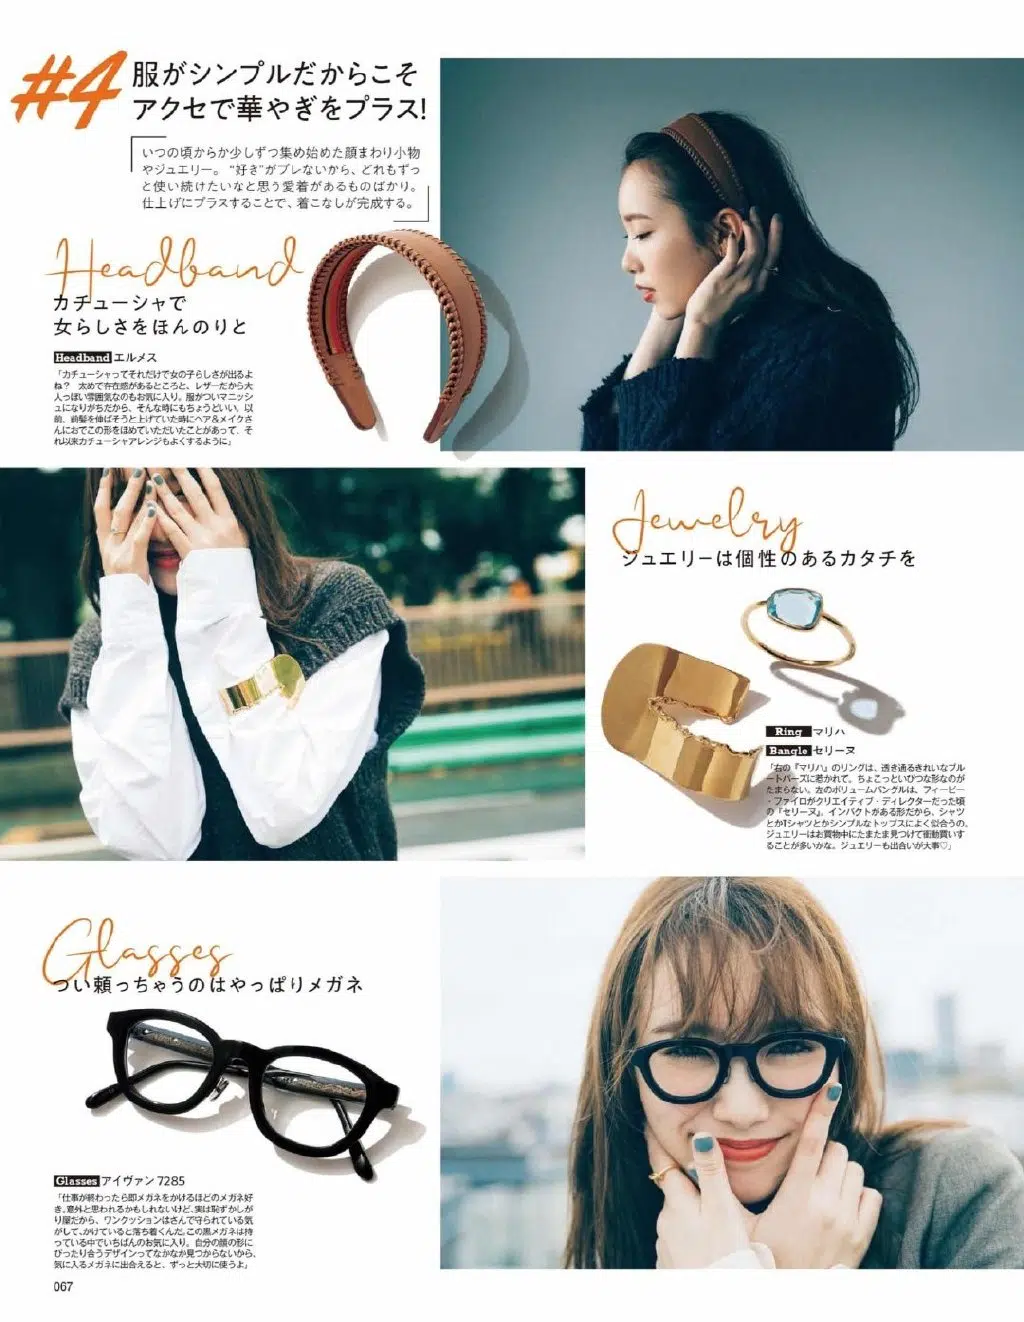 #4
服がシンプルだからこそ
アクセで華やぎをプラス!
いつの頃からか少しずつ集め始めた顔まわり小物
やジュエリー。“好き”がブレないから、どれもずっ
と使い続けたいなと思う愛着があるものばかり。
仕上げにプラスすることで、着こなしが完成する。
Headband
カチューシャで
女らしさをほんのりと
Headband エルメス
「カチューシャってそれだけで女の子らしさが出るよ
ね？ 太めで存在感があるところと、レザーだから大
人っぽい雰囲気なのもお気に入り。服がついマニッシ
ュになりがちだから、そんな時にもちょうどいい。以
前、前髪を伸ばそうと上げていた時にヘア&メイクさ
んにおでこの形をほめていただいたことがあって、そ
れ以来カチューシャアレンジもよくするように」
Jewelry
ジュエリーは個性のあるカタチを
Ring マリハ
Bangle セリーヌ
「右の『マリハ』のリングは、透き通るきれいなブル
ートパーズに惹かれて。ちょこっといびつな形なのが
たまらない。左のボリュームバングルは、フィービー
・ファイロがクリエイティブ・ディレクターだった頃
の『セリーヌ』。インパクトがある形だから、シャツ
とかTシャツとかシンプルなトップスによく似合うの。
ジュエリーはお買物中にたまたま見つけて衝動買いす
ることが多いかな。ジュエリーも出合いが大事♡」
Glasses
つい頼っちゃうのはやっぱりメガネ
Glasses アイヴァン 7285
「仕事が終わったら即メガネをかけるほどのメガネ好
き。意外と思われるかもしれないけど、実は恥ずかしが
り屋だから、ワンクッションはさんで守られている気
がして、かけていると落ち着くんだ。この黒メガネは持
っている中でいちばんのお気に入り。自分の顔の形に
ぴったり合うデザインってなかなか見つからないから、
気に入るメガネに出合えると、ずっと大切に使うよ」
067